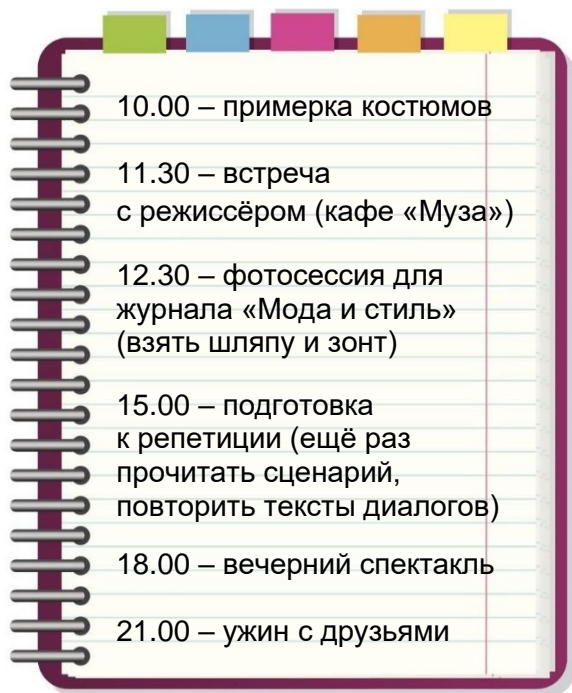 10.00 – примерка костюмов
11.30 – встреча
с режиссёром (кафе «Муза»)
12.30 – фотосессия для
журнала «Мода и стиль»
(взять шляпу и зонт)
15.00 – подготовка
к репетиции (ещё раз
прочитать сценарий,
повторить тексты диалогов)
18.00 – вечерний спектакль
21.00 – ужин с друзьями